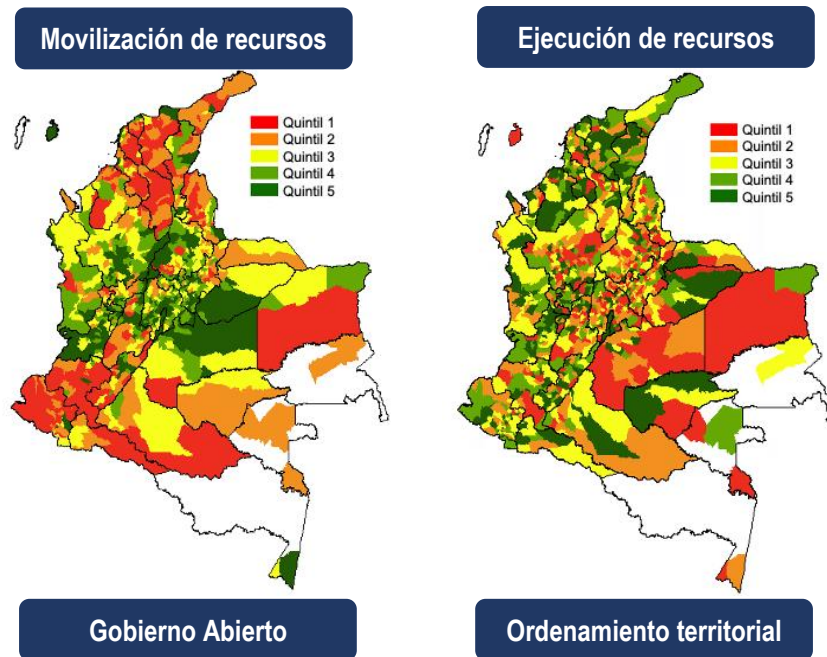 Movilización de recursos
Ejecución de recursos
Quintil 1
Quintil 2
Quintil 3
Quintil 4
Quintil 5
Quintil 1
Quintil 2
Quintil 3
Quintil 4
Quintil 5
Gobierno Abierto
Ordenamiento territorial